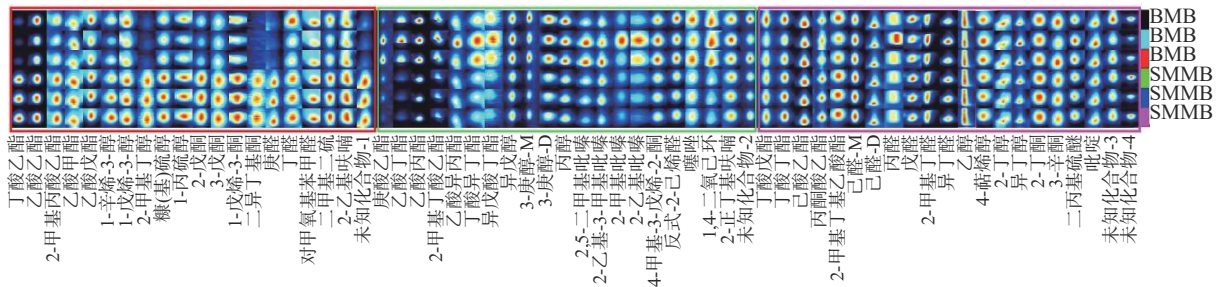 BMB
BMB
BMB
SMMB
SMMB
SMMB
丁酸乙酯
乙酸乙酯
2-甲基丙酸乙酯
乙酸甲酯
乙酸戊酯
1-辛烯-3-醇
1-戊烯-3-醇
2-甲基丁醇
糠(基)硫醇
1-丙硫醇
2-戊酮
3-戊酮
1-戊烯-3-酮
二异丁基酮
庚醛
丁醛
对甲氧基苯甲醛
二甲基二硫
2-乙基呋喃
未知化合物-1
庚酸乙酯
乙酸丁酯
乙酸丙酯
2-甲基丁酸乙酯
乙酸异丙酯
丁酸异丁酯
异戊酸丁酯
异戊醇
3-庚醇-M
3-庚醇-D
丙醇
2,5-二甲基吡嗪
2-乙基-3-甲基吡嗪
2-甲基吡嗪
2-乙基吡嗪
4-甲基-3-戊烯-2-酮
反式-2-己烯醛
噻唑
1,4-二氧己环
2-正丁基呋喃
未知化合物-2
丁酸戊酯
丁酸丁酯
己酸乙酯
丙酮酸乙酯
2-甲基丁基乙酸酯
己醛-M
己醛-D
丙醛
戊醛
2-甲基丁醛
异丁醛
乙醇
4-萜烯醇
2-丁醇
异丁醇
2-丁酮
3-辛酮
二丙基硫醚
吡啶
未知化合物-3
未知化合物-4